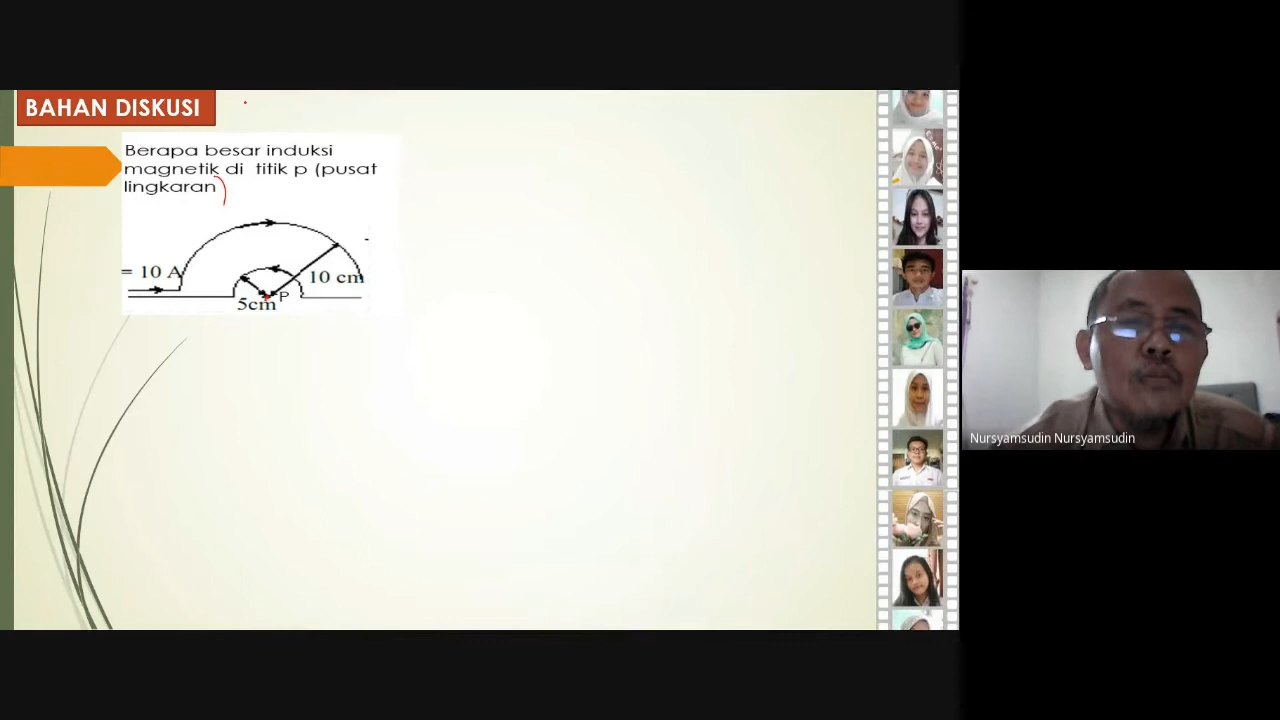 BAHAN DISKUSI
Berapa besar induksi
magnetik di titik p (pusat
lingkaran
= 10 A
10 cm
P
5cm
Nursyamsudin Nursyamsudin